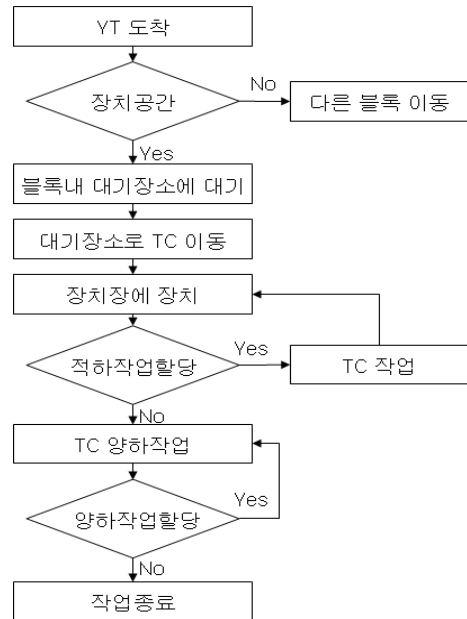 YT 도착
장치공간
No
다른 블록 이동
Yes
블록내 대기장소에 대기
대기장소로 TC 이동
장치장에 장치
적하작업할당
Yes
TC 작업
No
TC 양하작업
양하작업할당
Yes
No
작업종료